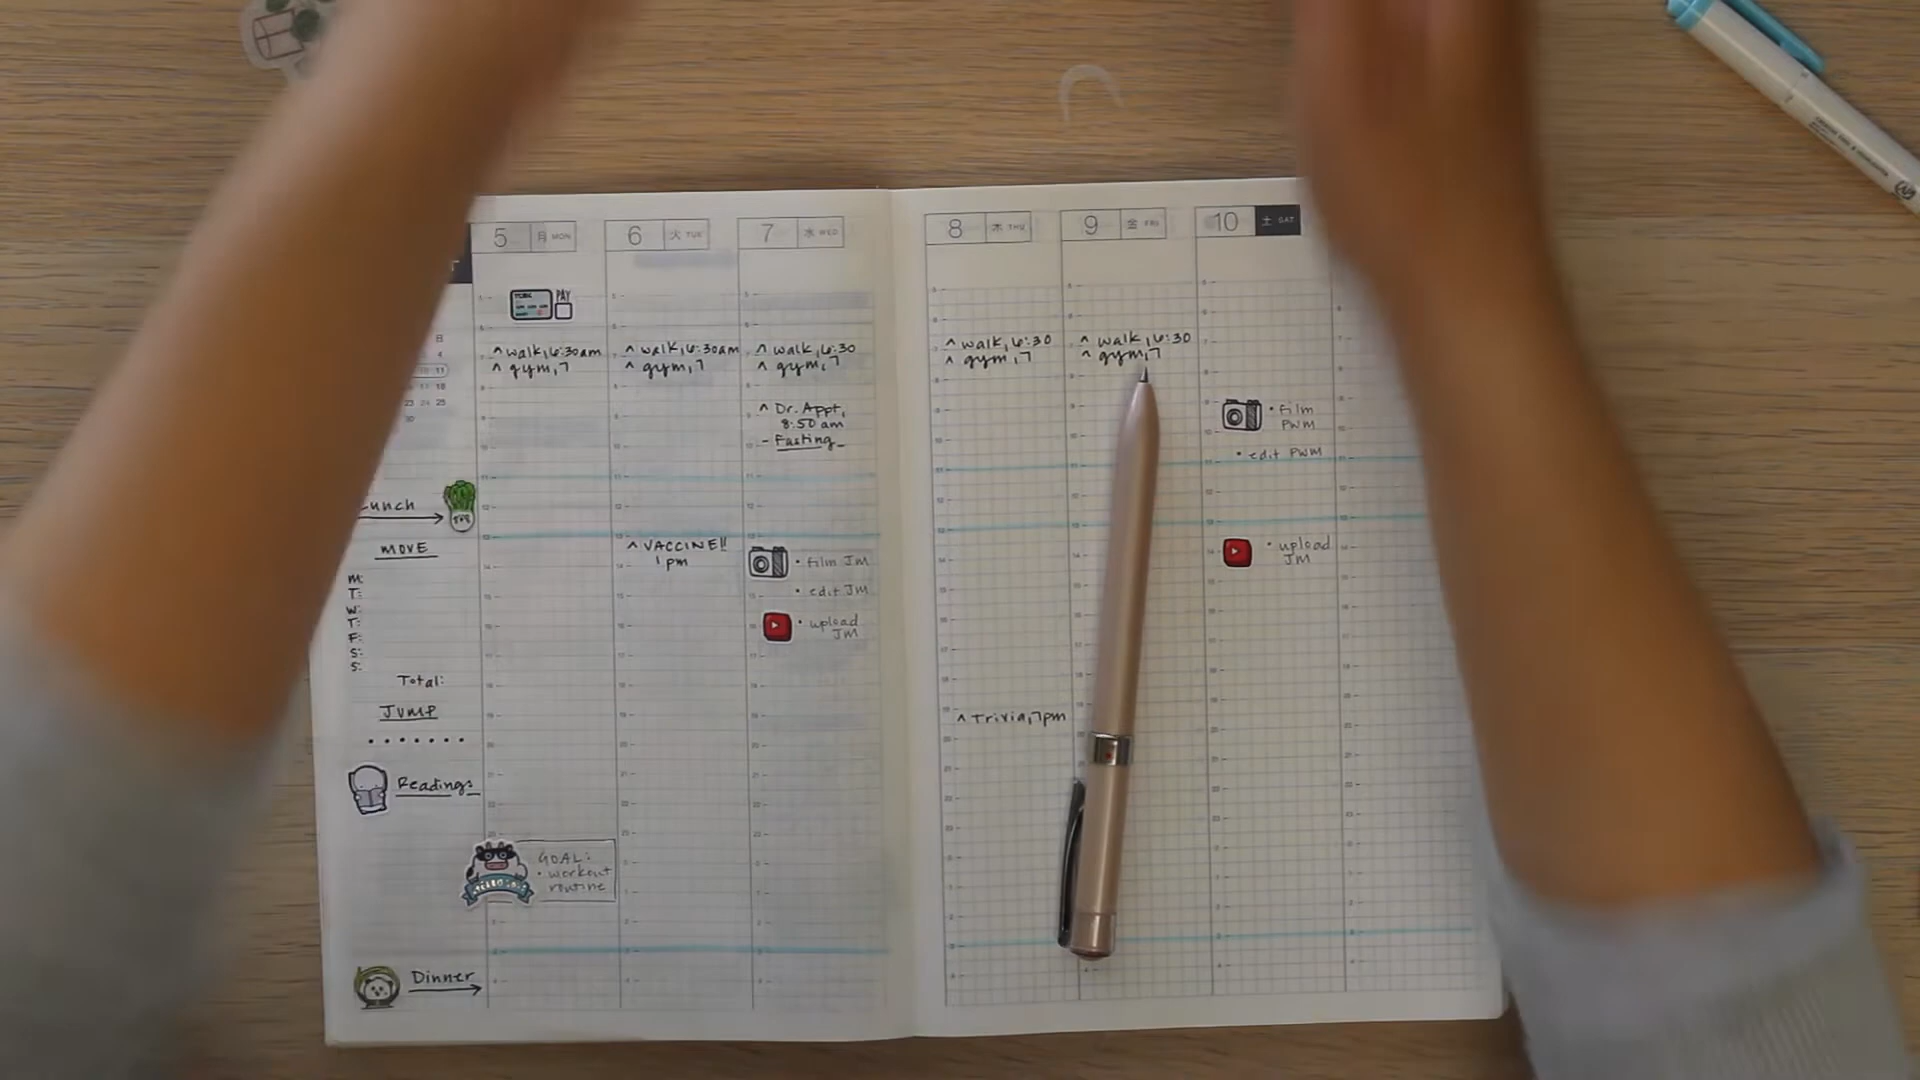 5 月 MON
6 火 TUE
7 水 WED
8 木 THU
9 金 FRI
10 土 SAT
PAY
^ walk, 6:30am
^ gym, 7
^ walk, 6:30am
^ gym, 7
^ walk, 6:30
^ gym, 7
^ Dr. Appt,
8:50 am
- Fasting
^ walk, 6:30
^ gym, 7
^ walk, 6:30
^ gym, 7
• film
PWM
• edit PWM
Lunch
MOVE
M:
T:
W:
T:
F:
S:
S:
Total:
JUMP
Readings
^ VACCINE!!
1pm
• film JM
• edit JM
• upload
JM
• upload
JM
^ Trivia, 7pm
GOAL:
• workout
routine
Dinner